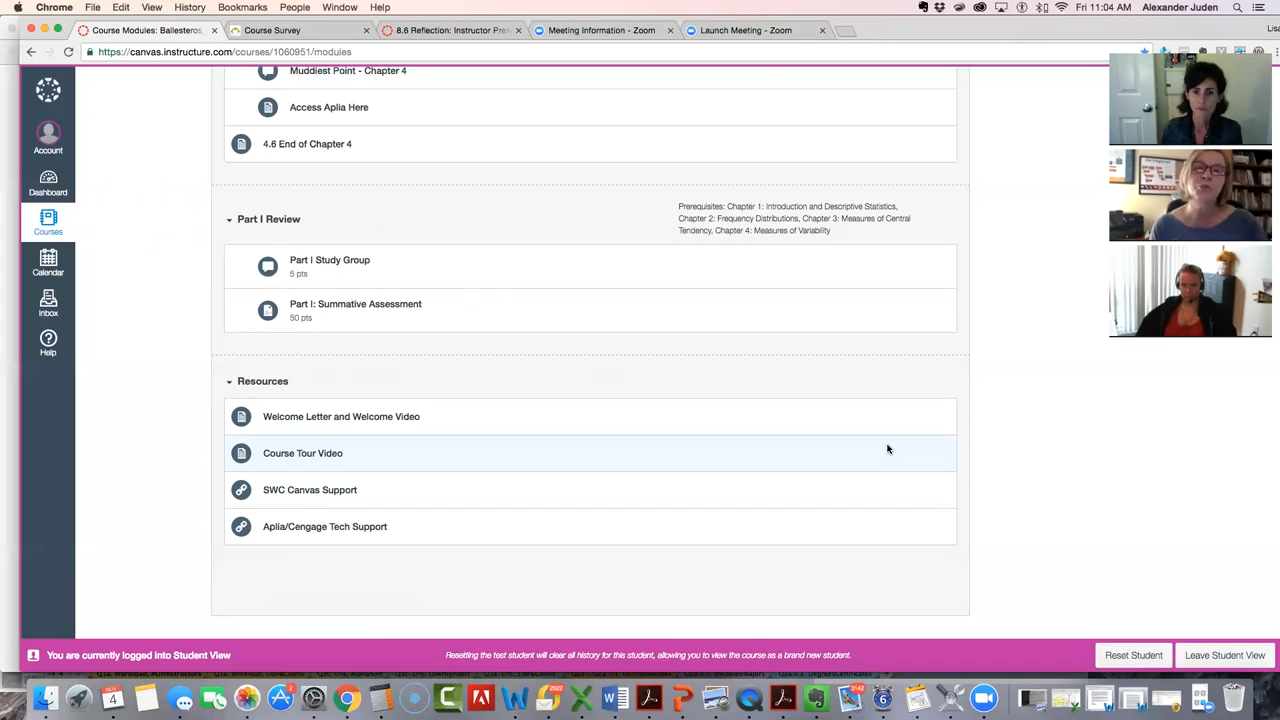 Chrome File Edit View History Bookmarks People Window Help
Fri 11:04 AM Alexander Juden
Course Modules: Ballesteros,
Course Survey
8.6 Reflection: Instructor Pres
Meeting Information - Zoom
Launch Meeting - Zoom
Lisa
https://canvas.instructure.com/courses/1060951/modules
Muddiest Point - Chapter 4
Access Aplia Here
4.6 End of Chapter 4
Account
Dashboard
Courses
Calendar
Inbox
Help
Part I Review
Prerequisites: Chapter 1: Introduction and Descriptive Statistics,
Chapter 2: Frequency Distributions, Chapter 3: Measures of Central
Tendency, Chapter 4: Measures of Variability
Part I Study Group
5 pts
Part I: Summative Assessment
50 pts
Resources
Welcome Letter and Welcome Video
Course Tour Video
SWC Canvas Support
Aplia/Cengage Tech Support
You are currently logged into Student View
Resetting the test student will clear all history for this student, allowing you to view the course as a brand new student.
Reset Student
Leave Student View
NOV
4
2622
3142
6